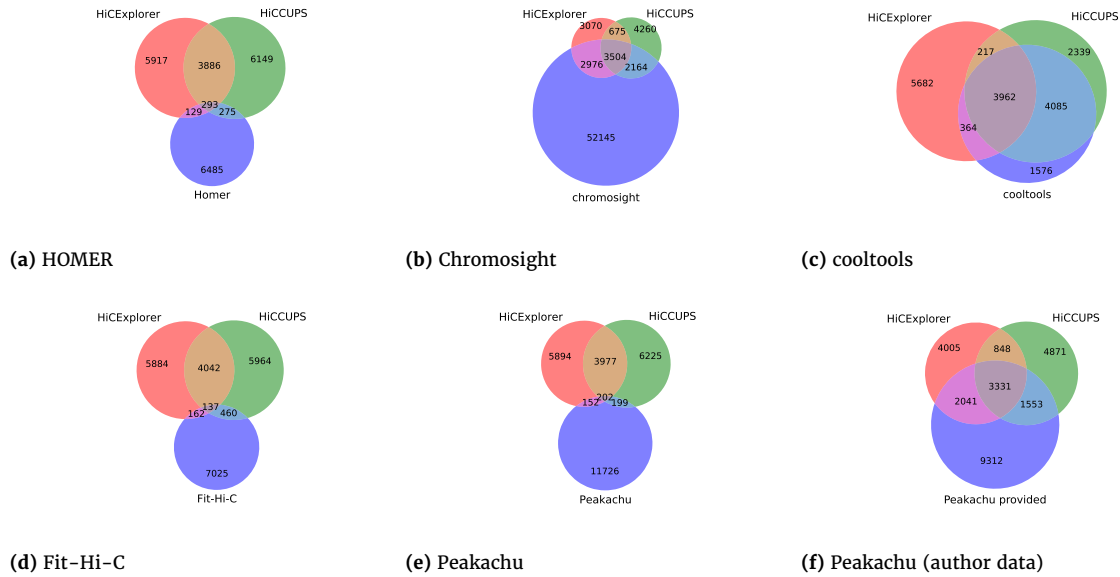 HiCExplorer
HiCCUPS
5917
3886
6149
293
129
275
6485
Homer
(a) HOMER
HiCExplorer
HiCCUPS
3070
675
4260
3504
2976
2164
52145
chromosight
(b) Chromosight
HiCExplorer
HiCCUPS
217
2339
5682
3962
4085
364
1576
cooltools
(c) cooltools
HiCExplorer
HiCCUPS
5884
4042
5964
137
162
460
7025
Fit-Hi-C
(d) Fit-Hi-C
HiCExplorer
HiCCUPS
5894
3977
6225
202
152
199
11726
Peakachu
(e) Peakachu
HiCExplorer
HiCCUPS
4005
848
4871
3331
2041
1553
9312
Peakachu provided
(f) Peakachu (author data)